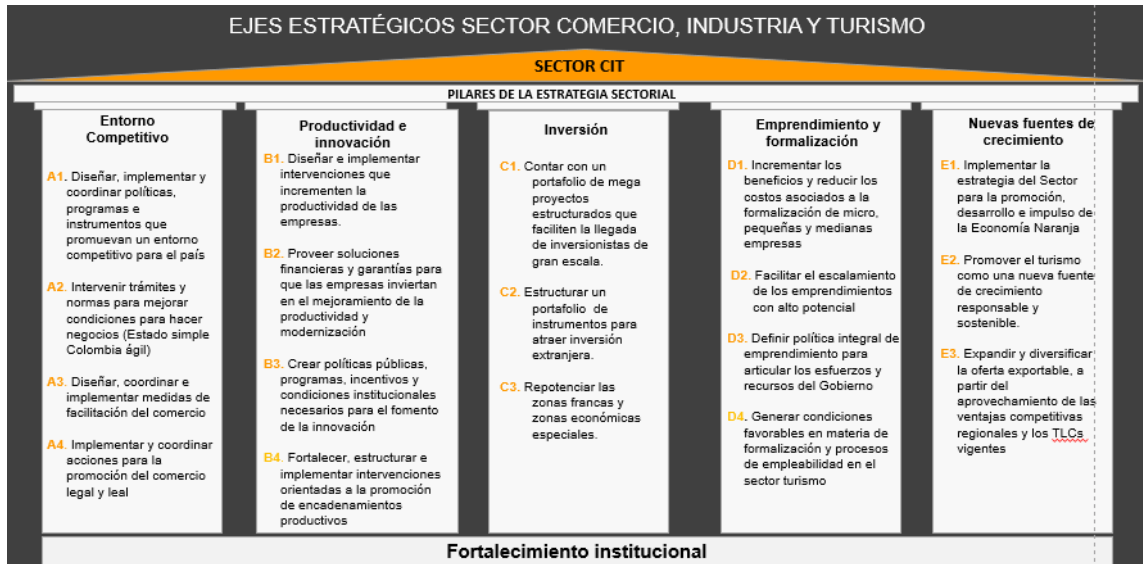 EJES ESTRATÉGICOS SECTOR COMERCIO, INDUSTRIA Y TURISMO
SECTOR CIT
PILARES DE LA ESTRATEGIA SECTORIAL
Entorno
Competitivo
A1. Diseñar, implementar y
coordinar políticas,
programas e
instrumentos que
promuevan un entorno
competitivo para el país
A2. Intervenir trámites y
normas para mejorar
condiciones para hacer
negocios (Estado simple
Colombia ágil)
A3. Diseñar, coordinar e
implementar medidas de
facilitación del comercio
A4. Implementar y coordinar
acciones para la
promoción del comercio
legal y leal
Productividad e
innovación
B1. Diseñar e implementar
intervenciones que
incrementen la
productividad de las
empresas.
B2. Proveer soluciones
financieras y garantías para
que las empresas inviertan
en el mejoramiento de la
productividad y
modernización
B3. Crear políticas públicas,
programas, incentivos y
condiciones institucionales
necesarios para el fomento
de la innovación
B4. Fortalecer, estructurar e
implementar intervenciones
orientadas a la promoción
de encadenamientos
productivos
Inversión
C1. Contar con un
portafolio de mega
proyectos
estructurados que
faciliten la llegada
de inversionistas de
gran escala.
C2. Estructurar un
portafolio de
instrumentos para
atraer inversión
extranjera.
C3. Repotenciar las
zonas francas y
zonas económicas
especiales.
Emprendimiento y
formalización
D1. Incrementar los
beneficios y reducir los
costos asociados a la
formalización de micro,
pequeñas y medianas
empresas
D2. Facilitar el escalamiento
de los emprendimientos
con alto potencial
D3. Definir política integral de
emprendimiento para
articular los esfuerzos y
recursos del Gobierno
D4. Generar condiciones
favorables en materia de
formalización y procesos
de empleabilidad en el
sector turismo
Nuevas fuentes de
crecimiento
E1. Implementar la
estrategia del Sector
para la promoción,
desarrollo e impulso de
la Economía Naranja
E2. Promover el turismo
como una nueva fuente
de crecimiento
responsable y
sostenible.
E3. Expandir y diversificar
la oferta exportable, a
partir del
aprovechamiento de las
ventajas competitivas
regionales y los TLCs
vigentes
Fortalecimiento institucional